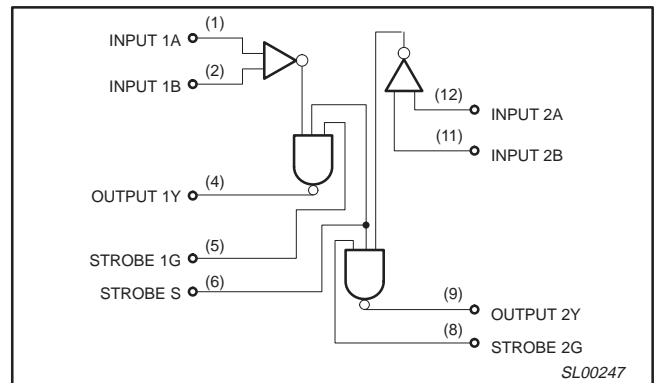 INPUT 1A (1)
INPUT 1B (2)
(12) INPUT 2A
(11) INPUT 2B
OUTPUT 1Y (4)
STROBE 1G (5)
STROBE S (6)
(9) OUTPUT 2Y
(8) STROBE 2G
SL00247